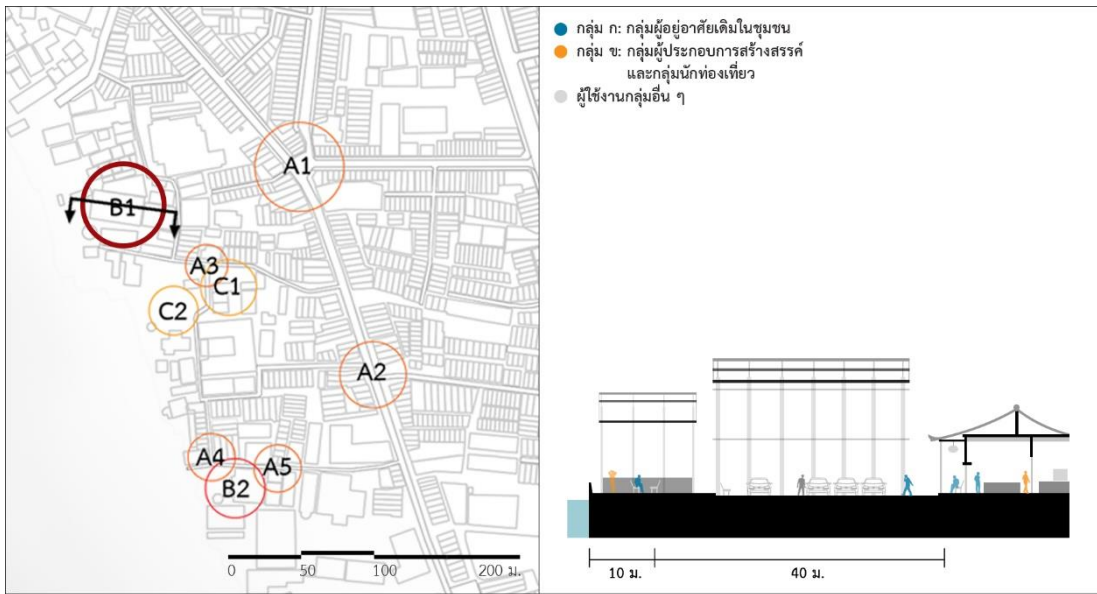 A1
B1
A3
C1
C2
A2
A4
A5
B2
0 50 100 200 ม.
กลุ่ม ก: กลุ่มผู้อยู่อาศัยเดิมในชุมชน
กลุ่ม ข: กลุ่มผู้ประกอบการสร้างสรรค์
และกลุ่มนักท่องเที่ยว
ผู้ใช้งานกลุ่มอื่น ๆ
10 ม. 40 ม.